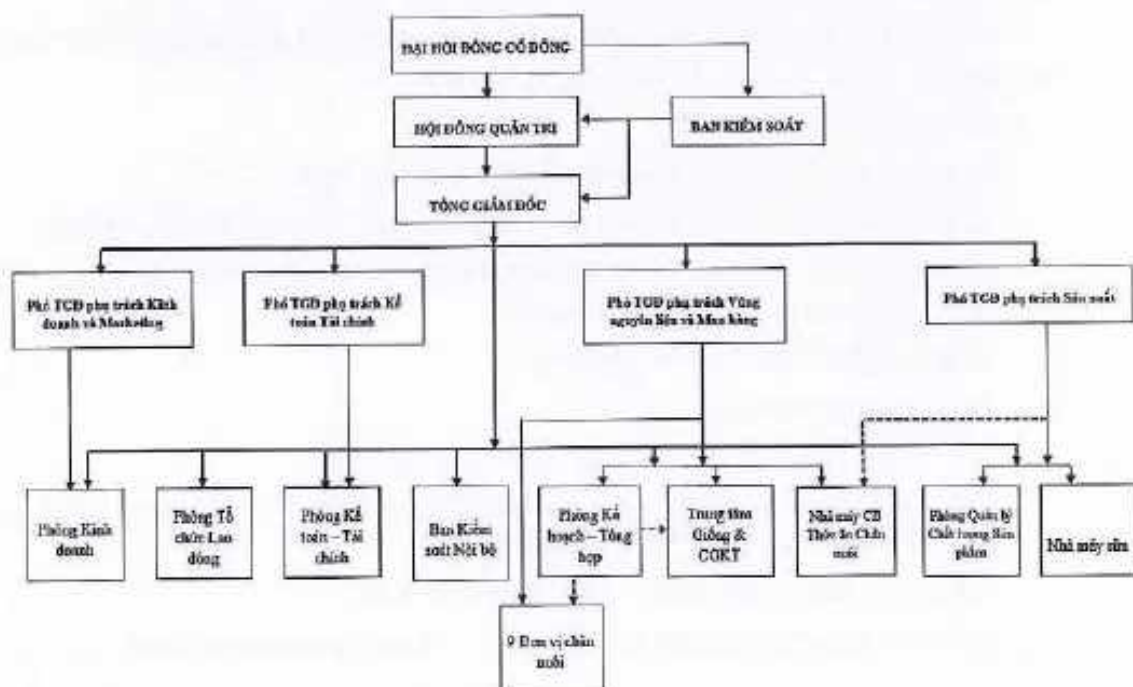 ĐẠI HỘI ĐỒNG CỔ ĐÔNG
HỘI ĐỒNG QUẢN TRỊ
BAN KIỂM SOÁT
TỔNG GIÁM ĐỐC
Phó TGĐ phụ trách Kinh
doanh và Marketing
Phó TGĐ phụ trách Kế
toán Tài chính
Phó TGĐ phụ trách Vùng
nguyên liệu và Mua hàng
Phó TGĐ phụ trách Sản xuất
Phòng Kinh
doanh
Phòng Tổ
chức Lao
động
Phòng Kế
toán – Tài
chính
Ban Kiểm
soát Nội bộ
Phòng Kế
hoạch – Tổng
hợp
Trung tâm
Giống &
CGKT
Nhà máy CB
Thức ăn Chăn
nuôi
Phòng Quản lý
Chất lượng Sản
phẩm
Nhà máy sữa
9 Đơn vị chăn
nuôi